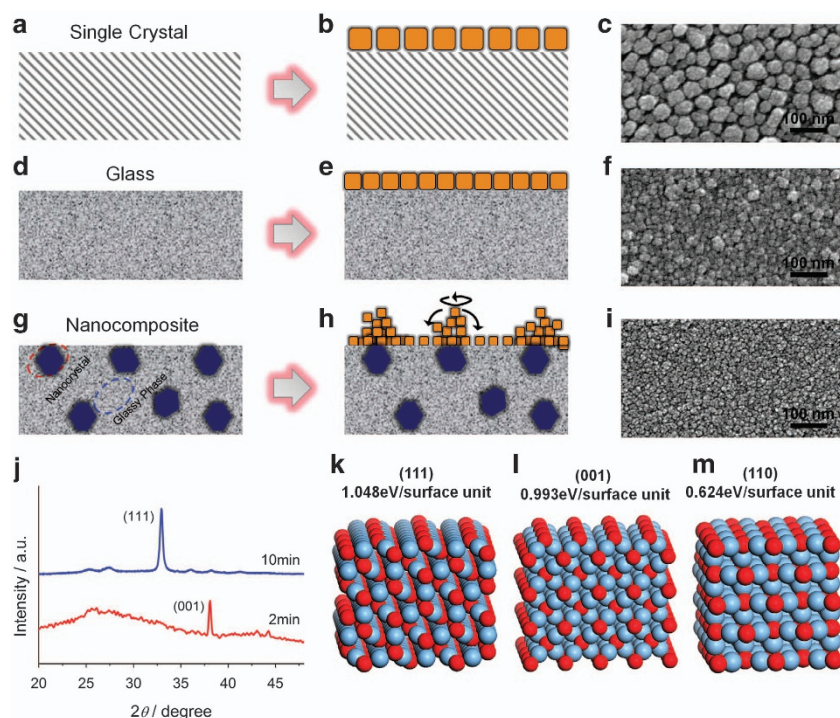 a
Single Crystal
b
c
100 nm
d
Glass
e
f
100 nm
g
Nanocomposite
h
i
Nanocrystal
Glassy Phase
100 nm
j
(111)
10min
(001)
2min
Intensity / a.u.
20 25 30 35 40 45
2θ / degree
k
(111)
1.048eV/surface unit
l
(001)
0.993eV/surface unit
m
(110)
0.624eV/surface unit